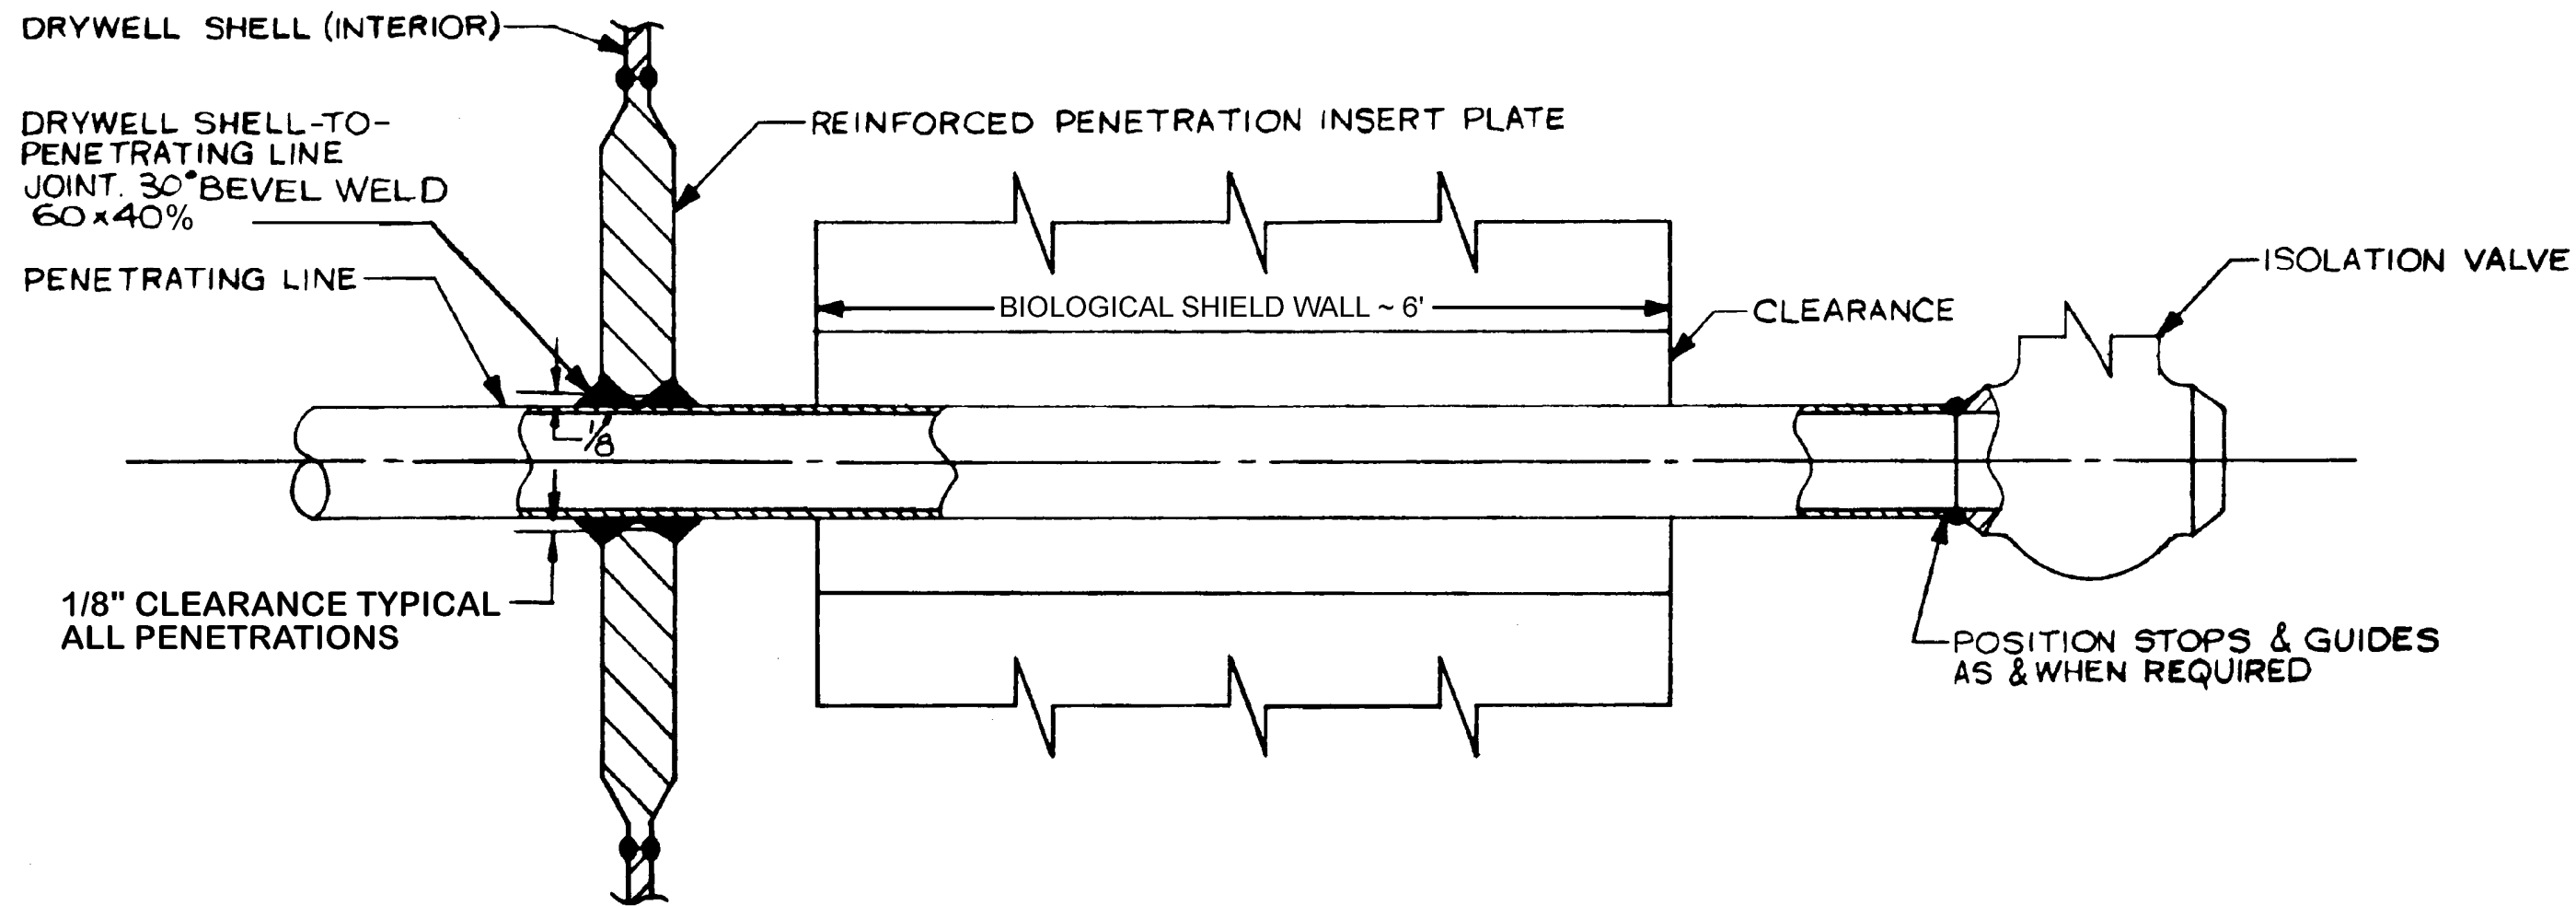 DRYWELL SHELL (INTERIOR)
DRYWELL SHELL-TO-
PENETRATING LINE
JOINT. 30° BEVEL WELD
60 x 40%
PENETRATING LINE
REINFORCED PENETRATION INSERT PLATE
BIOLOGICAL SHIELD WALL ~ 6'
CLEARANCE
ISOLATION VALVE
1/8
1/8" CLEARANCE TYPICAL
ALL PENETRATIONS
POSITION STOPS & GUIDES
AS & WHEN REQUIRED